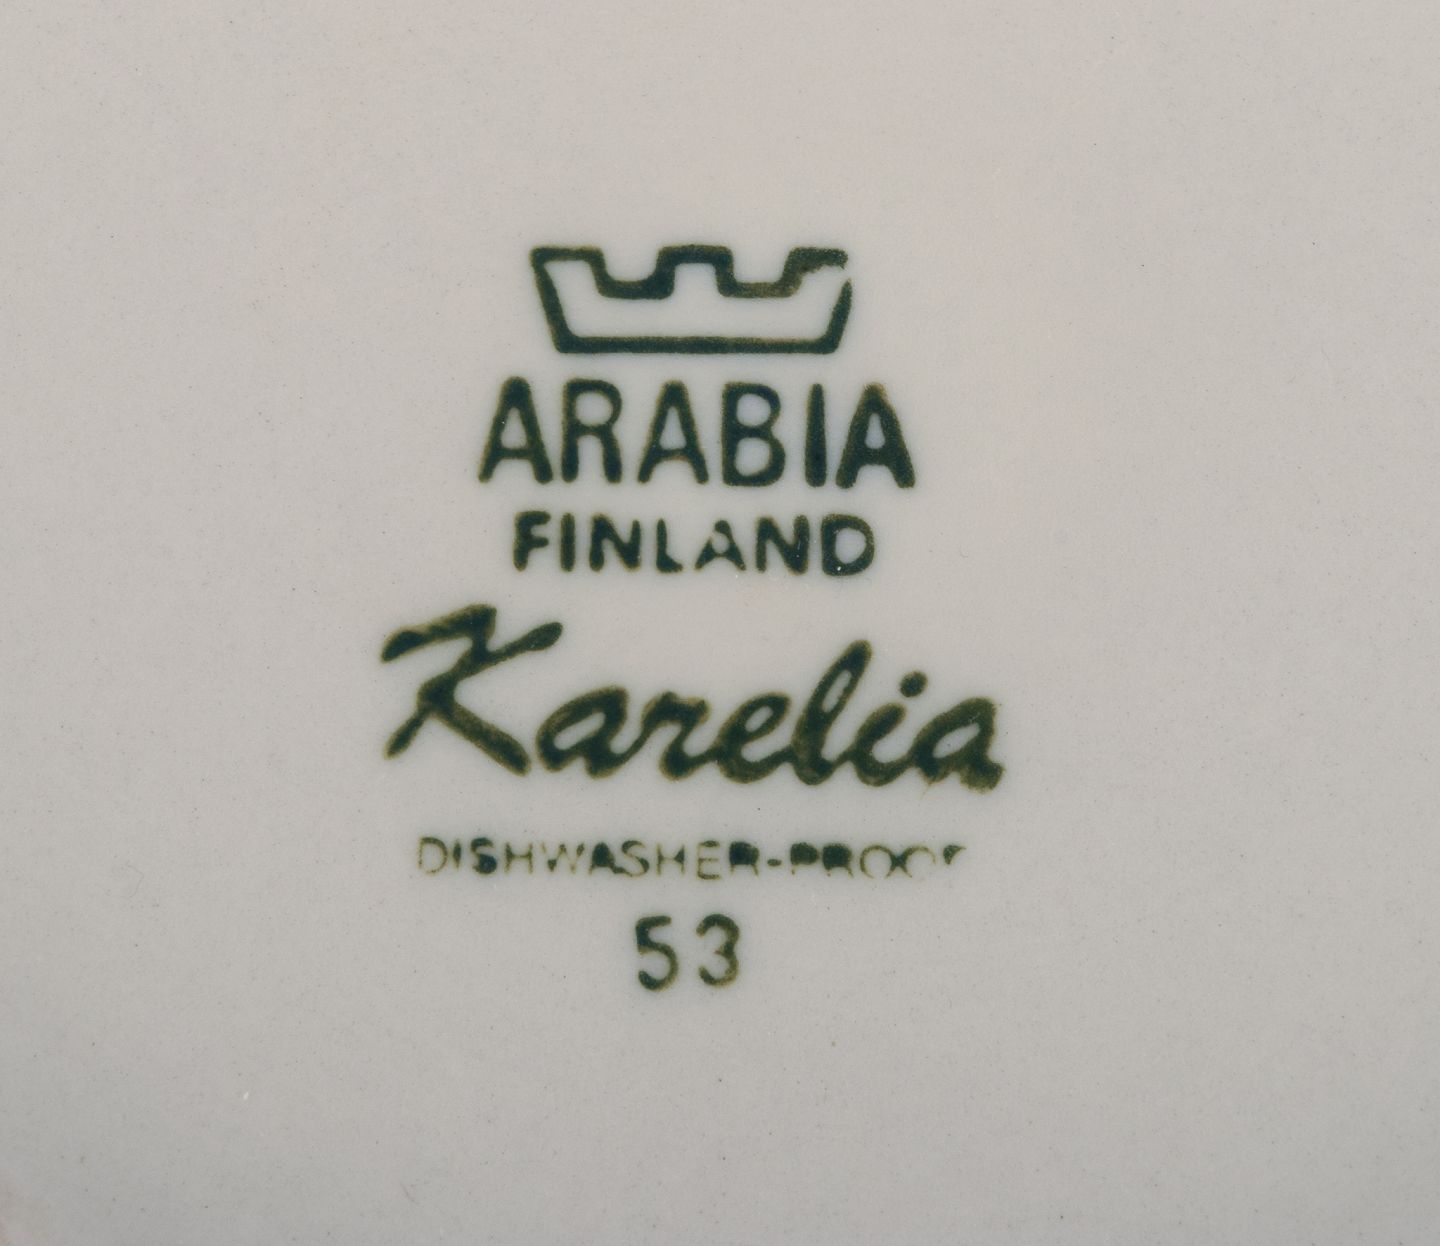 ARABIA
FINLAND
Karelia
DISHWASHER-PROOF
53